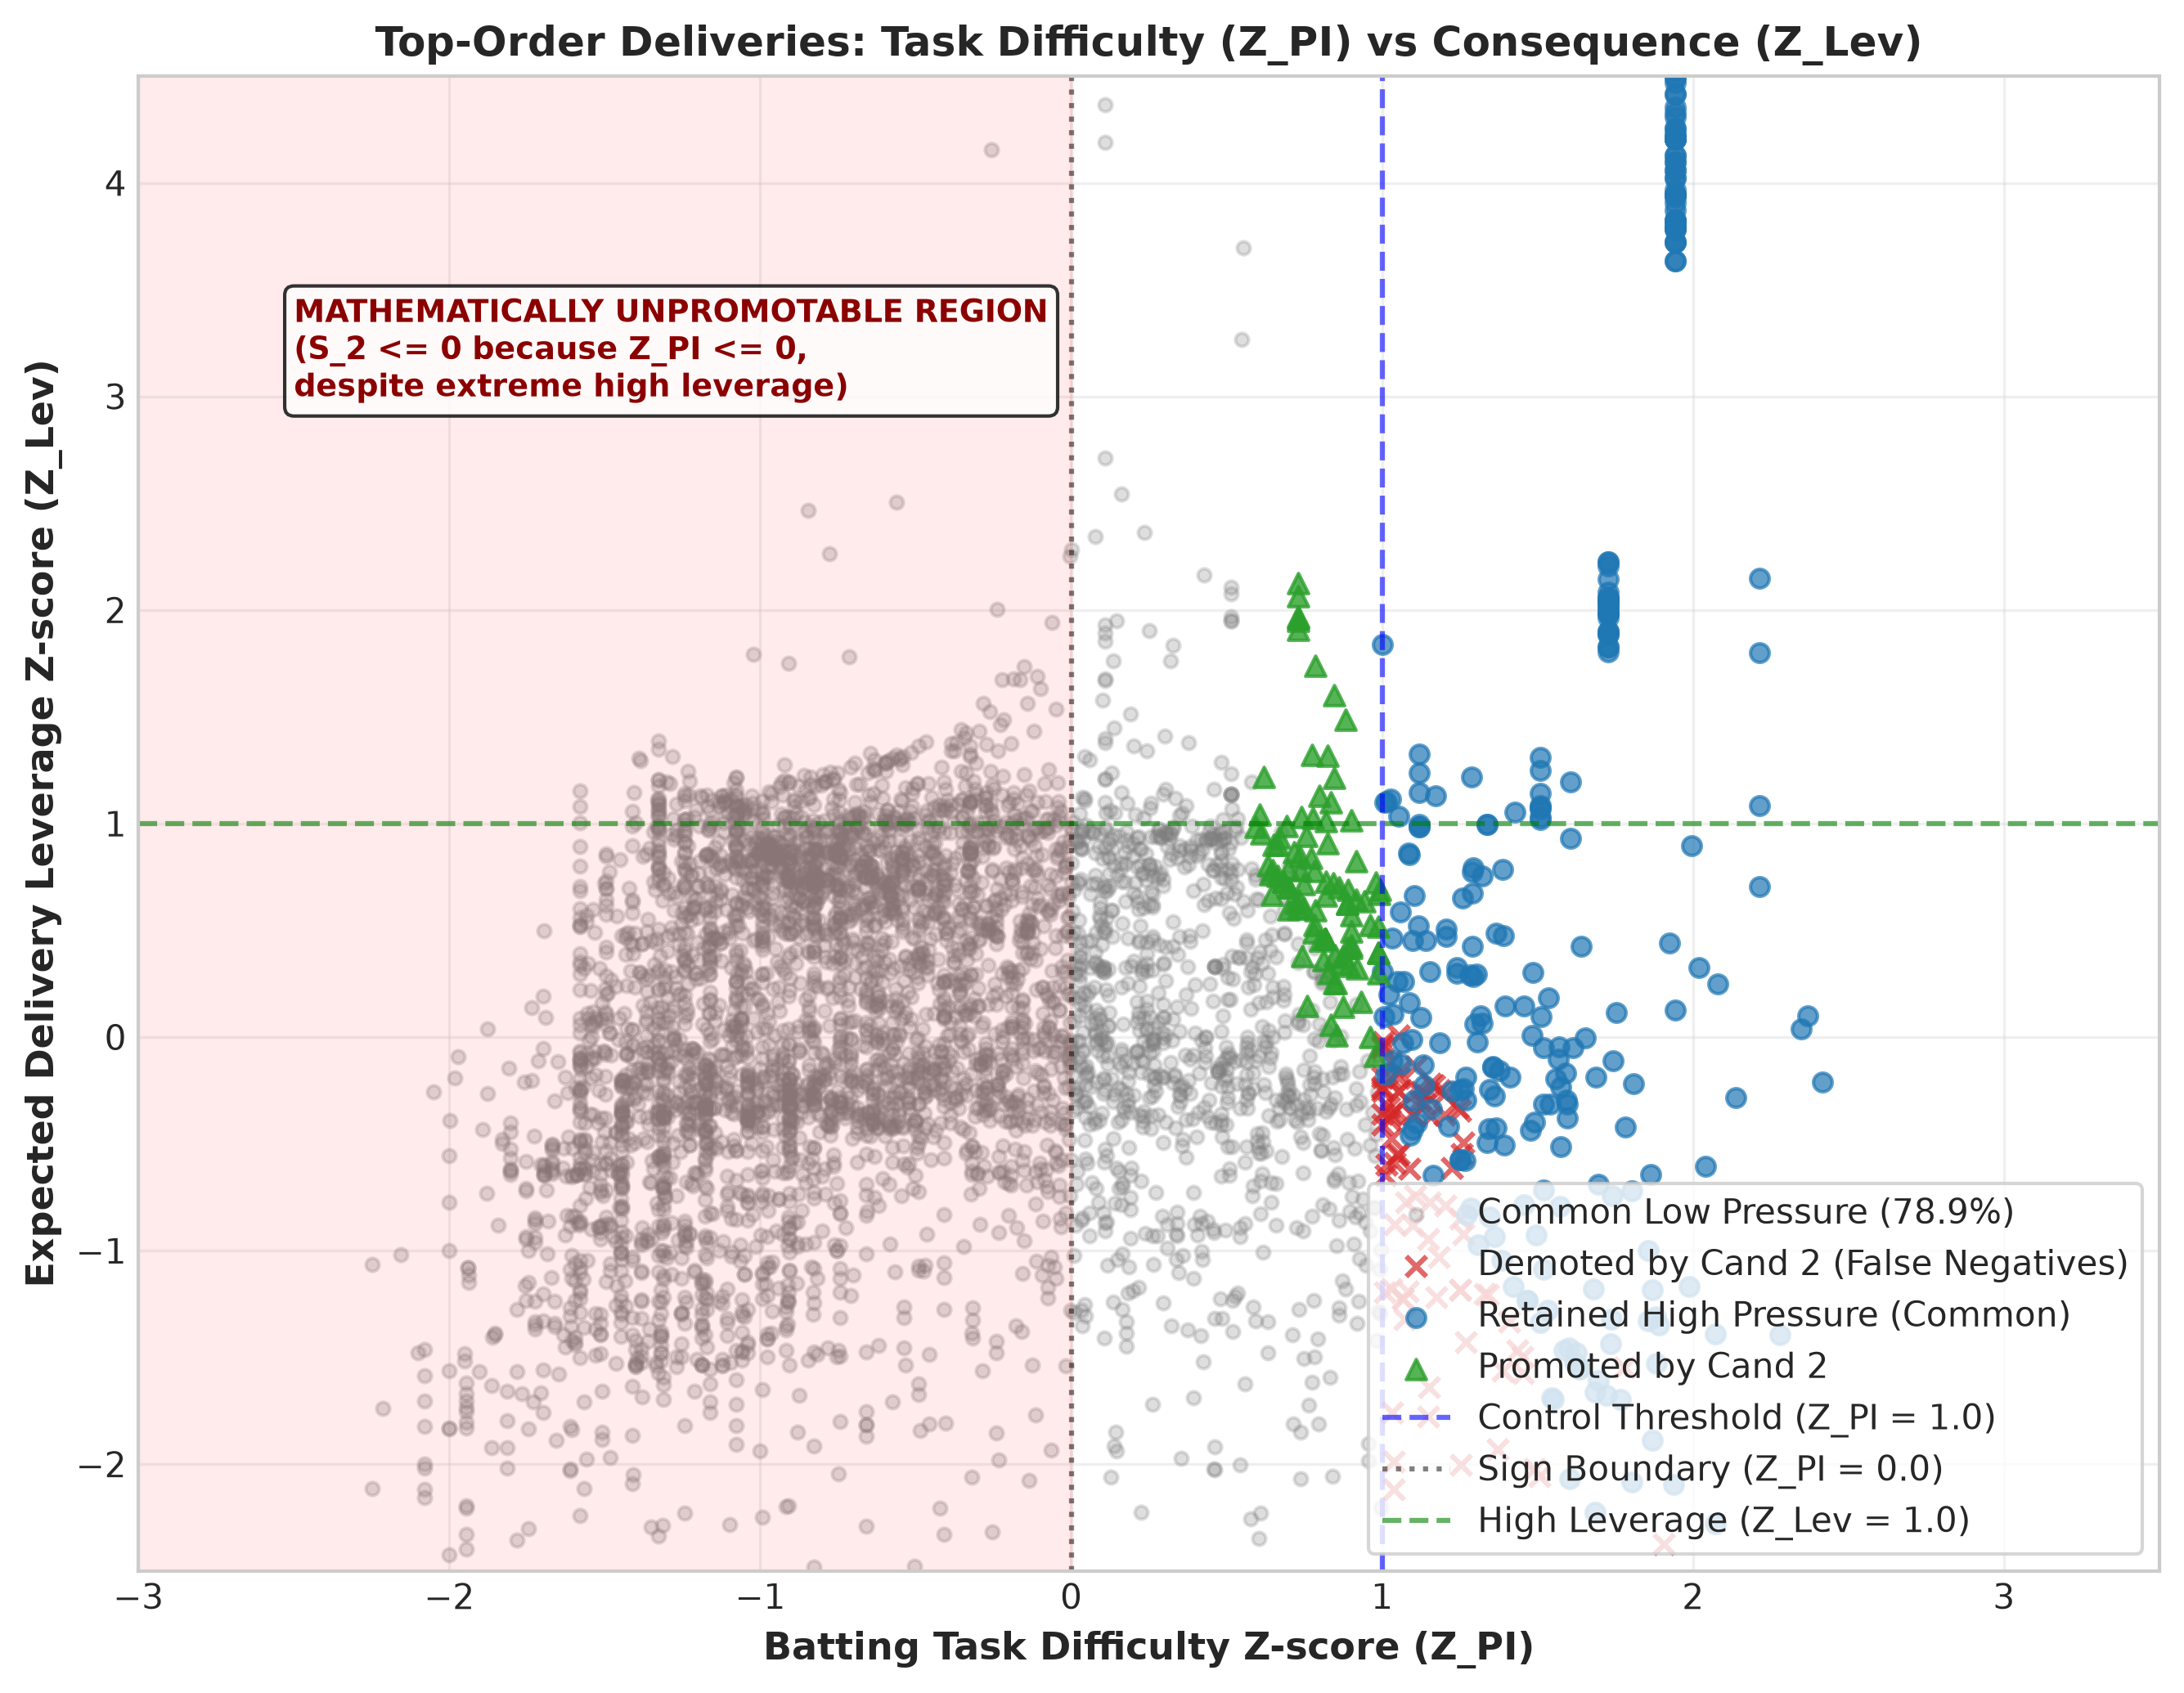 Top-Order Deliveries: Task Difficulty (Z_PI) vs Consequence (Z_Lev)
Expected Delivery Leverage Z-score (Z_Lev)
4
3
2
1
0
−1
−2
MATHEMATICALLY UNPROMOTABLE REGION
(S_2 <= 0 because Z_PI <= 0,
despite extreme high leverage)
Common Low Pressure (78.9%)
Demoted by Cand 2 (False Negatives)
Retained High Pressure (Common)
Promoted by Cand 2
Control Threshold (Z_PI = 1.0)
Sign Boundary (Z_PI = 0.0)
High Leverage (Z_Lev = 1.0)
−3 −2 −1 0 1 2 3
Batting Task Difficulty Z-score (Z_PI)